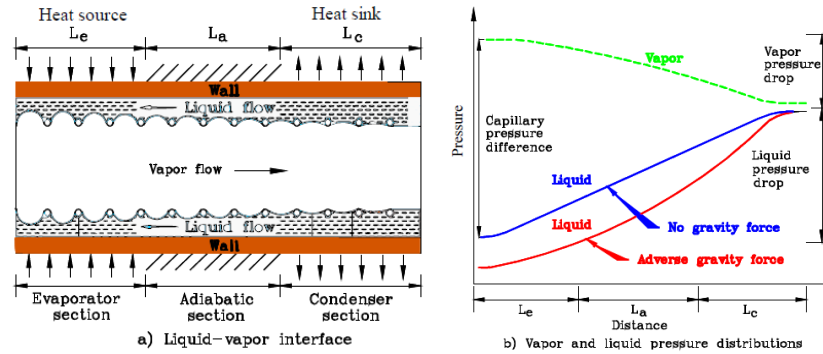 Heat source
Heat sink
Le
La
Lc
Wall
Liquid flow
Vapor flow
Liquid flow
Wall
Evaporator section
Adiabatic section
Condenser section
a) Liquid-vapor interface
Pressure
Vapor
Vapor pressure drop
Capillary pressure difference
Liquid
Liquid pressure drop
Liquid
No gravity force
Adverse gravity force
Le
La
Lc
Distance
b) Vapor and liquid pressure distributions